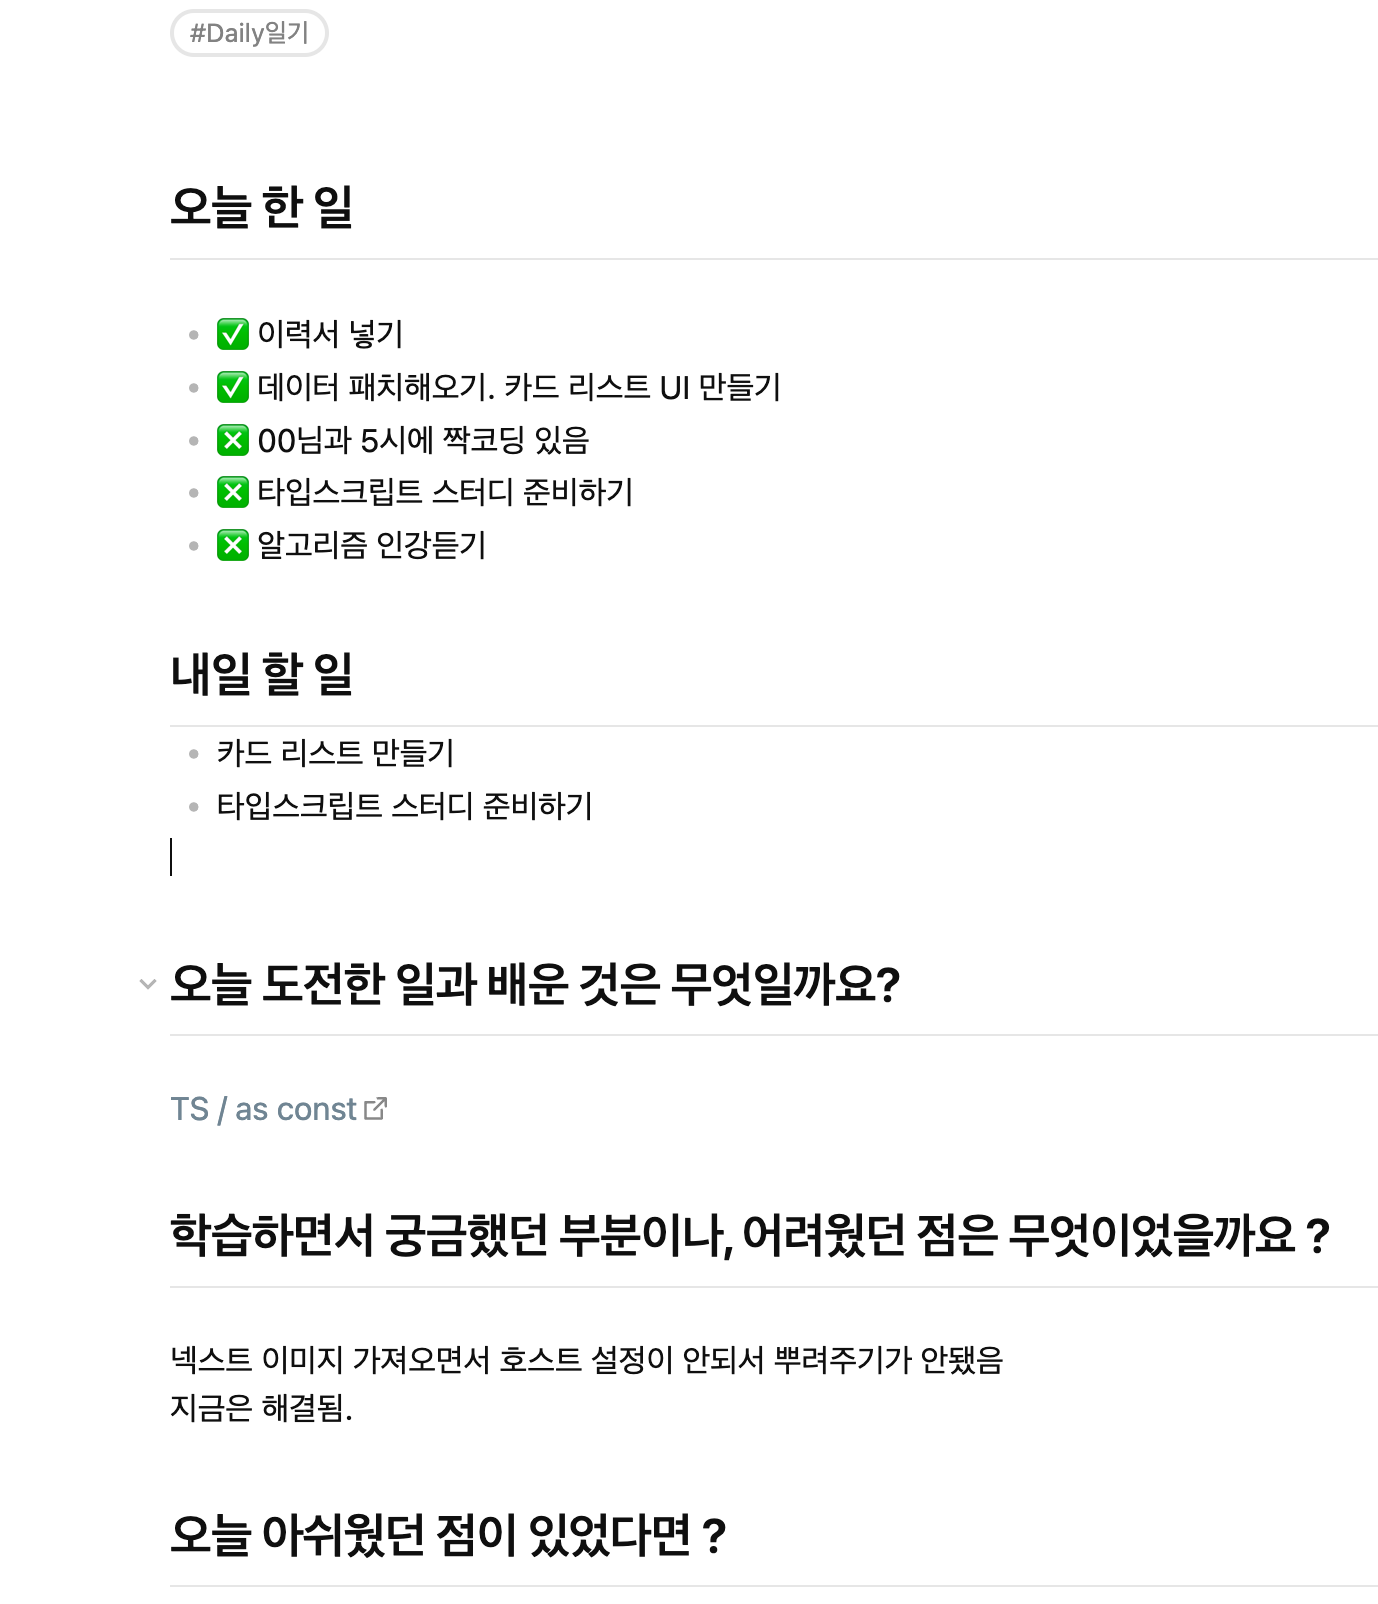 #Daily일기
오늘 한 일
✅ 이력서 넣기
✅ 데이터 패치해오기. 카드 리스트 UI 만들기
❎ 00님과 5시에 짝코딩 있음
❎ 타입스크립트 스터디 준비하기
❎ 알고리즘 인강듣기
내일 할 일
카드 리스트 만들기
타입스크립트 스터디 준비하기
오늘 도전한 일과 배운 것은 무엇일까요?
TS / as const
학습하면서 궁금했던 부분이나, 어려웠던 점은 무엇이었을까요 ?
넥스트 이미지 가져오면서 호스트 설정이 안되서 뿌려주기가 안됐음
지금은 해결됨.
오늘 아쉬웠던 점이 있었다면 ?